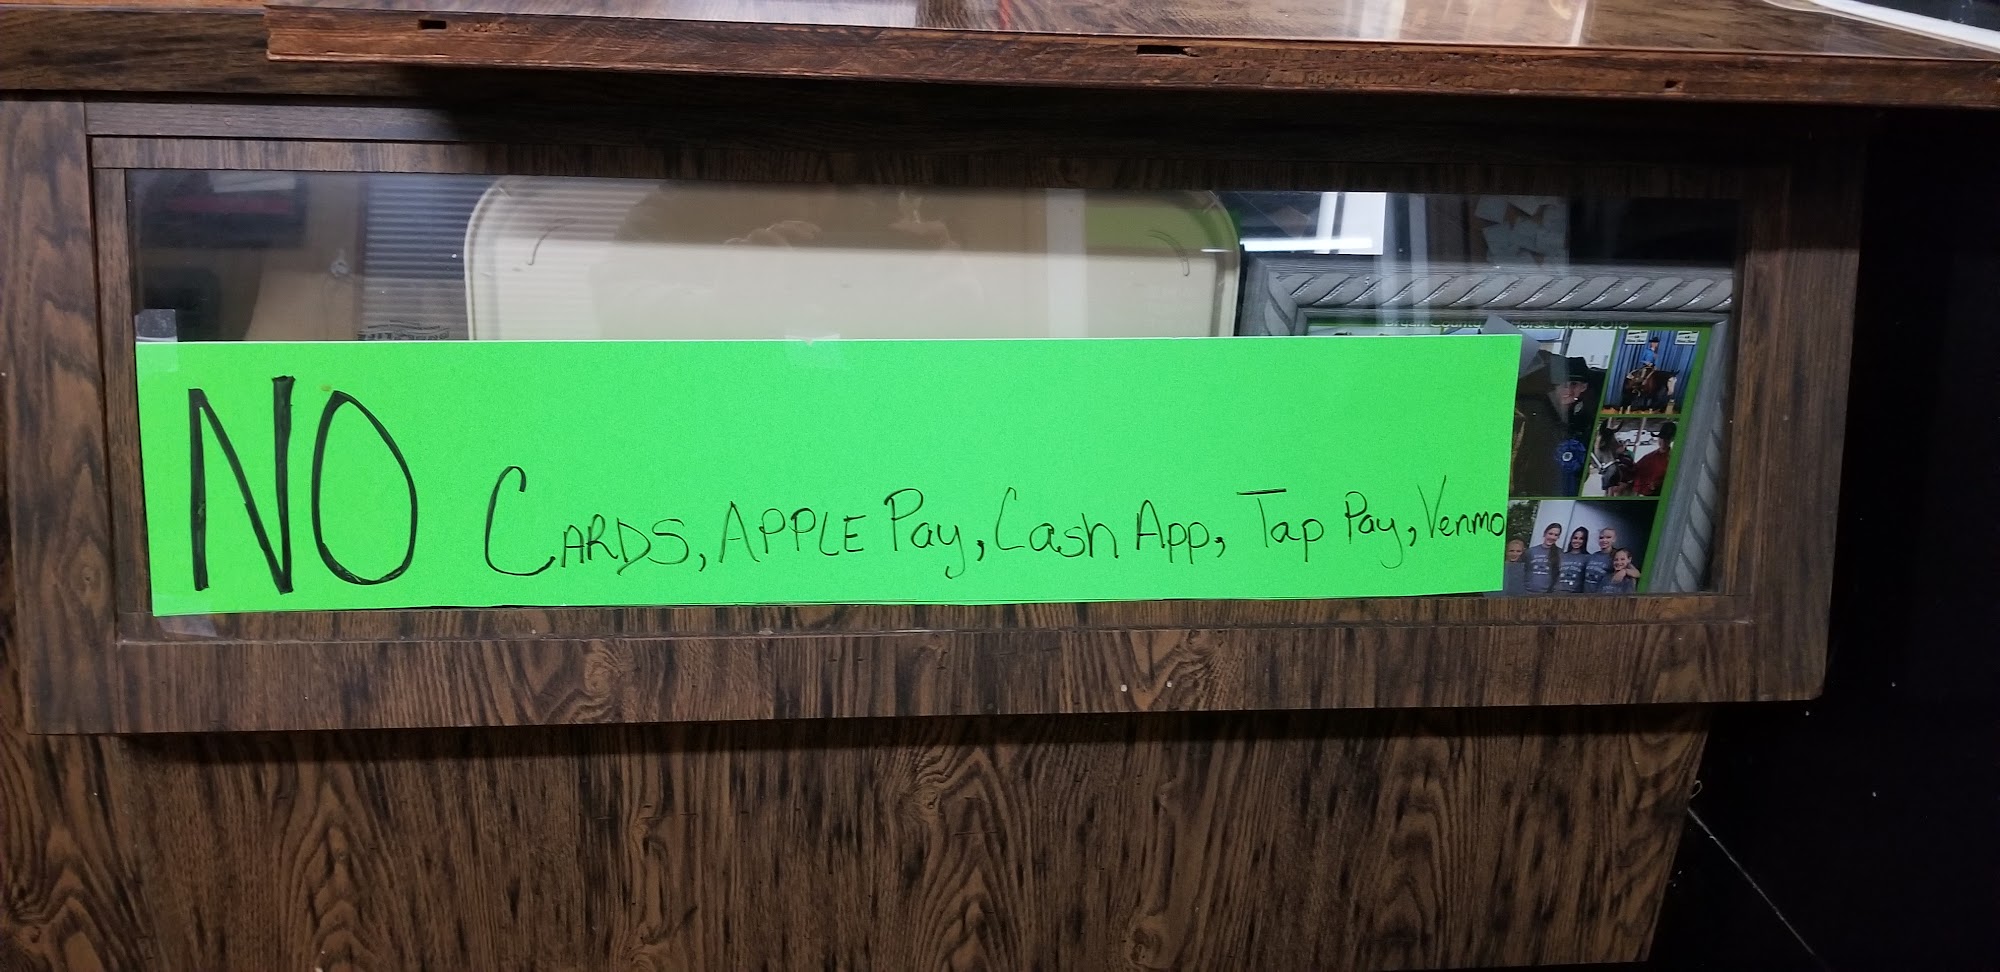 NO CARDS, APPLE Pay, Cash App, Tap Pay, Venmo